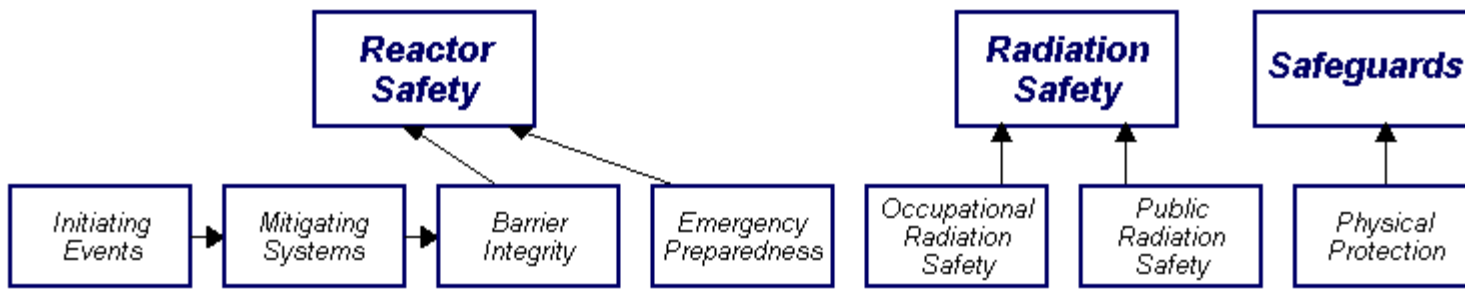 Reactor
Safety
Radiation
Safety
Safeguards
Initiating
Events
Mitigating
Systems
Barrier
Integrity
Emergency
Preparedness
Occupational
Radiation
Safety
Public
Radiation
Safety
Physical
Protection